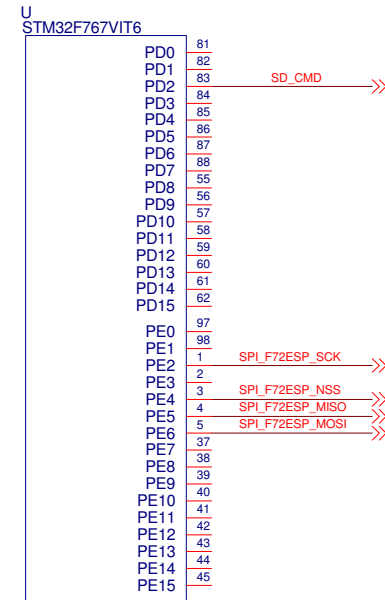 U
STM32F767VIT6
PD0 81
PD1 82
PD2 83 SD_CMD
PD3 84
PD4 85
PD5 86
PD6 87
PD7 88
PD8 55
PD9 56
PD10 57
PD11 58
PD12 59
PD13 60
PD14 61
PD15 62
PE0 97
PE1 98
PE2 1 SPI_F72ESP_SCK
PE3 2
PE4 3 SPI_F72ESP_NSS
PE5 4 SPI_F72ESP_MISO
PE6 5 SPI_F72ESP_MOSI
PE7 37
PE8 38
PE9 39
PE10 40
PE11 41
PE12 42
PE13 43
PE14 44
PE15 45